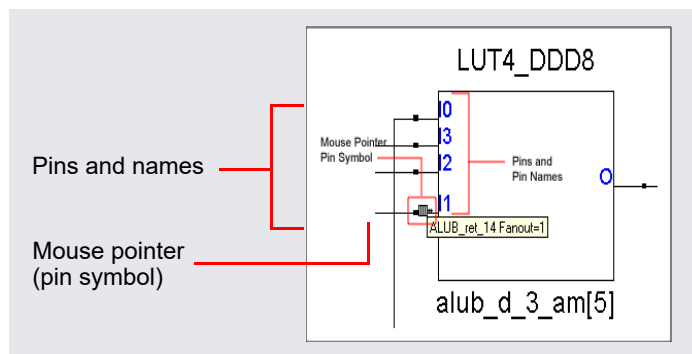 LUT4_DDD8
I0
I3
I2
I1
O
Mouse Pointer
Pin Symbol
Pins and
Pin Names
ALUB_ret_14 Fanout=1
alub_d_3_am[5]
Pins and names
Mouse pointer
(pin symbol)